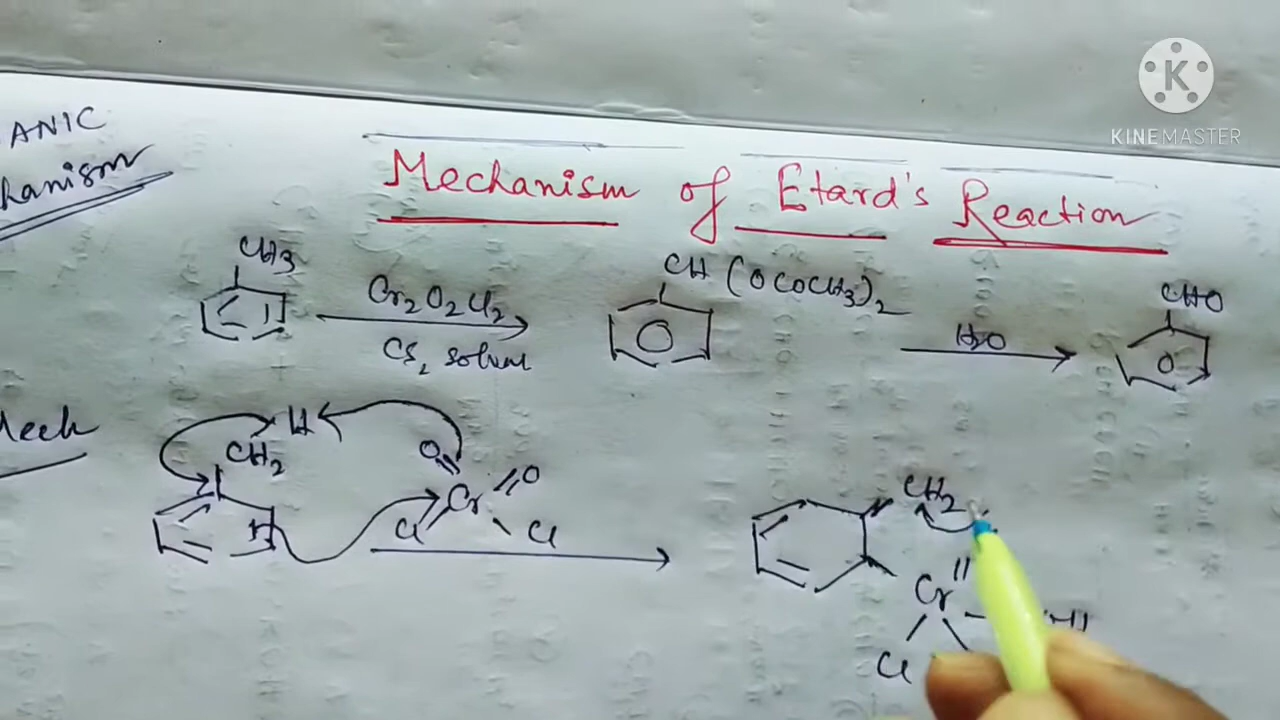 KINEMASTER
ANIC
hanism
Mechanism of Etard's Reaction
CH3
Cr2O2Cl2
CS2 solvent
CH (OCOCH3)2
H2O
CHO
Mech
H
CH2
O
O
Cr
Cl
Cl
H
CH2
Cr
Cl